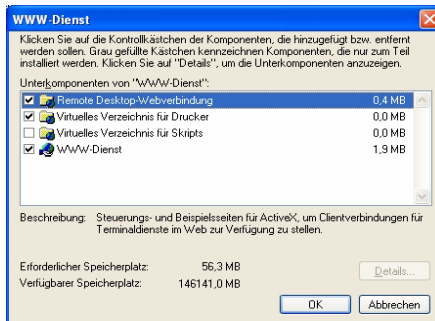 WWW-Dienst
Klicken Sie auf die Kontrollkästchen der Komponenten, die hinzugefügt bzw. entfernt
werden sollen. Grau gefüllte Kästchen kennzeichnen Komponenten, die nur zum Teil
installiert werden. Klicken Sie auf "Details", um die Unterkomponenten anzuzeigen.
Unterkomponenten von "WWW-Dienst":
Remote Desktop-Webverbindung 0,4 MB
Virtuelles Verzeichnis für Drucker 0,0 MB
Virtuelles Verzeichnis für Skripts 0,0 MB
WWW-Dienst 1,9 MB
Beschreibung: Steuerungs- und Beispielsseiten für ActiveX, um Clientverbindungen für
Terminaldienste im Web zur Verfügung zu stellen.
Erforderlicher Speicherplatz: 56,3 MB
Details...
Verfügbarer Speicherplatz: 146141,0 MB
OK Abbrechen